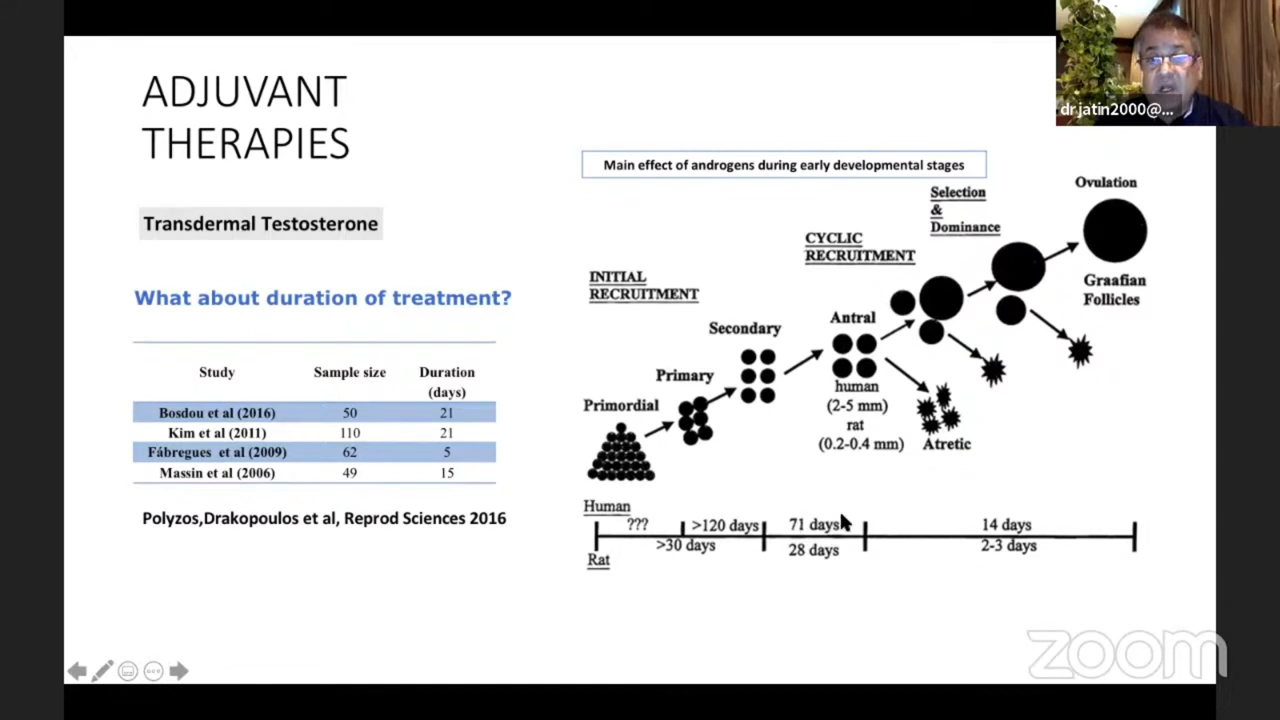 ADJUVANT
THERAPIES
dr.jatin2000@...
Transdermal Testosterone
What about duration of treatment?
Study Sample size Duration
(days)
Bosdou et al (2016) 50 21
Kim et al (2011) 110 21
Fábregues et al (2009) 62 5
Massin et al (2006) 49 15
Polyzos,Drakopoulos et al, Reprod Sciences 2016
Main effect of androgens during early developmental stages
Ovulation
Selection
&
Dominance
CYCLIC
RECRUITMENT
INITIAL
RECRUITMENT
Graafian
Follicles
Antral
Secondary
Primary
Primordial
human
(2-5 mm)
rat
(0.2-0.4 mm)
Atretic
Human
??? >120 days 71 days 14 days
>30 days 28 days 2-3 days
Rat
zoom